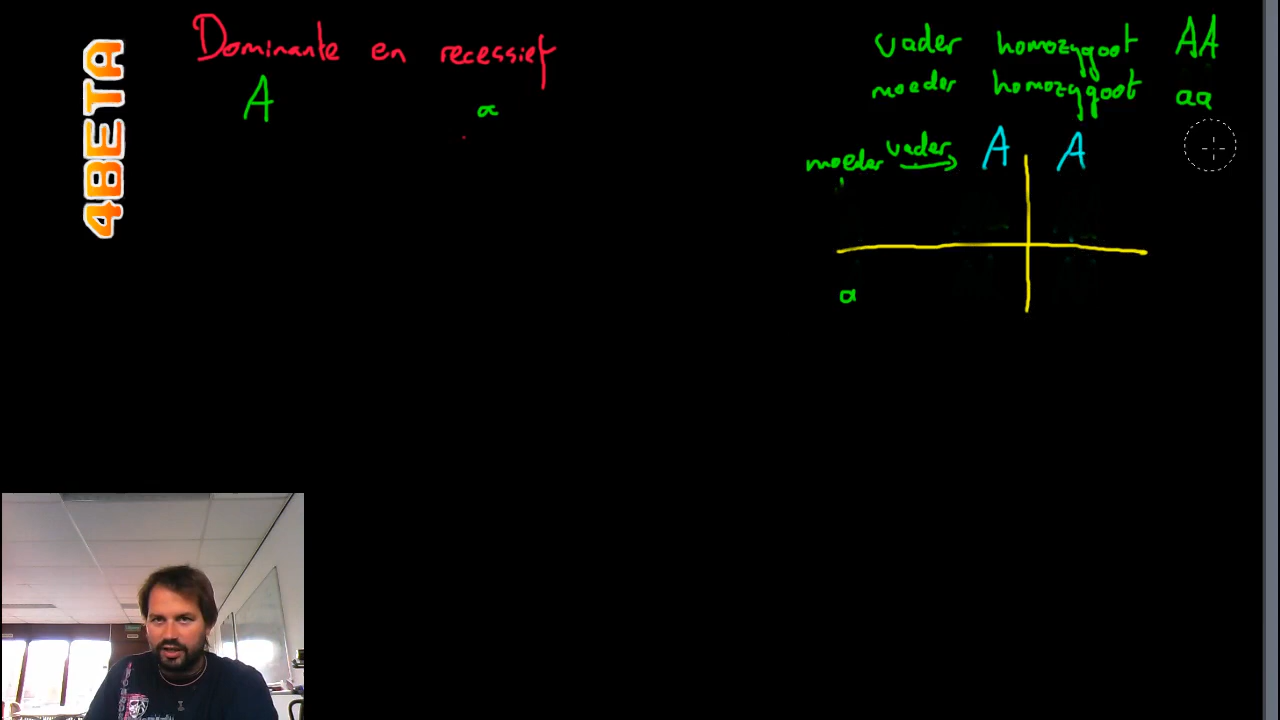 4BETA
Dominante en recessief
A a
vader homozygoot AA
moeder homozygoot aa
moeder vader → A A
a